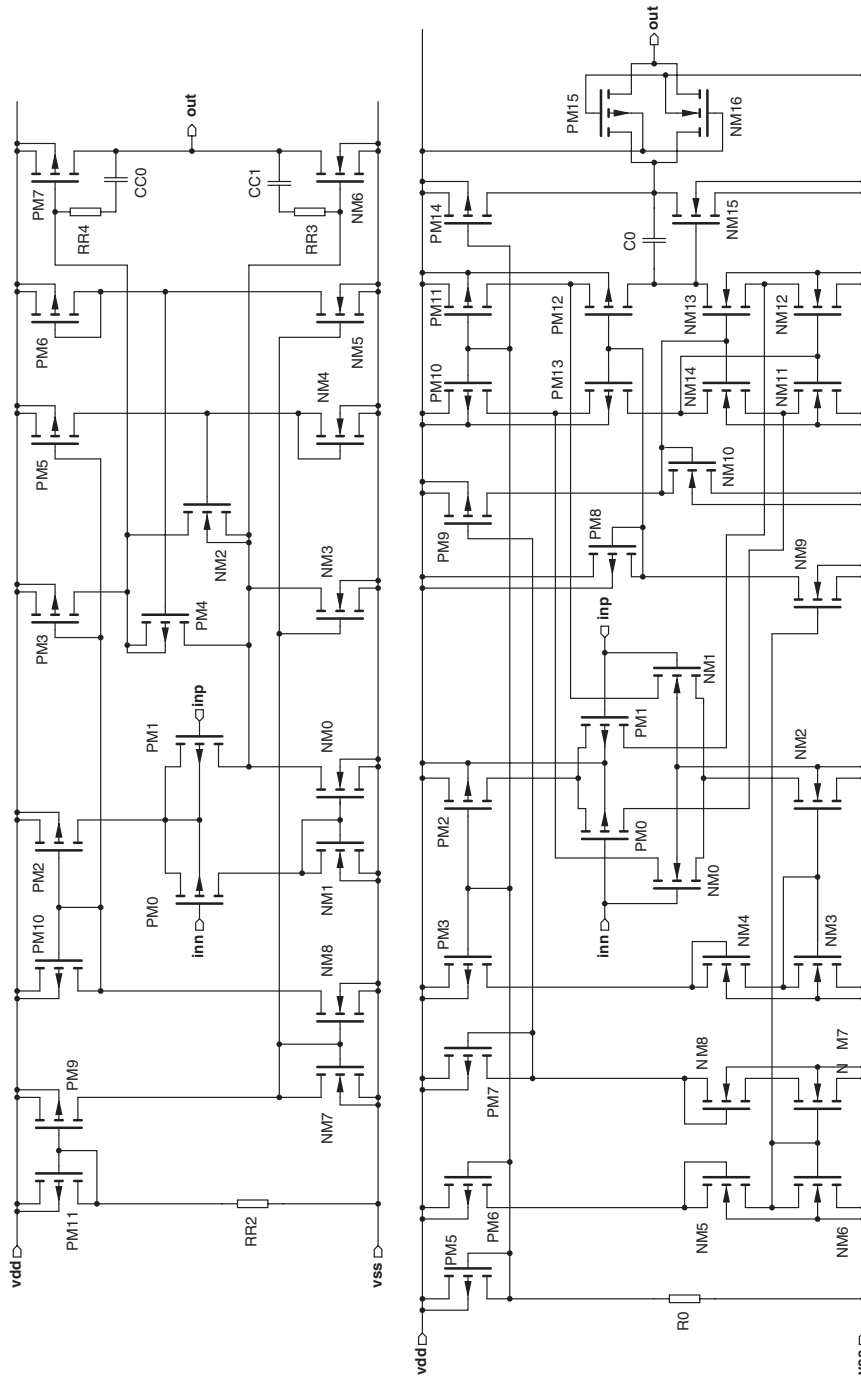 vdd
PM11
PM9
RR2
vss
NM7
NM8
PM10
PM2
inn
PM0
PM1
inp
NM1
NM0
PM3
PM4
NM2
NM3
PM5
NM4
PM6
NM5
PM7
RR4
CC0
out
CC1
RR3
NM6
vdd
PM5
R0
vss
PM6
NM5
NM6
PM7
NM8
N M7
PM3
NM4
NM3
PM2
inn
PM0
PM1
inp
NM0
NM1
NM2
PM8
NM9
PM9
NM10
PM10
PM11
PM13
PM12
NM14
NM13
NM11
NM12
C0
PM14
NM15
PM15
NM16
out